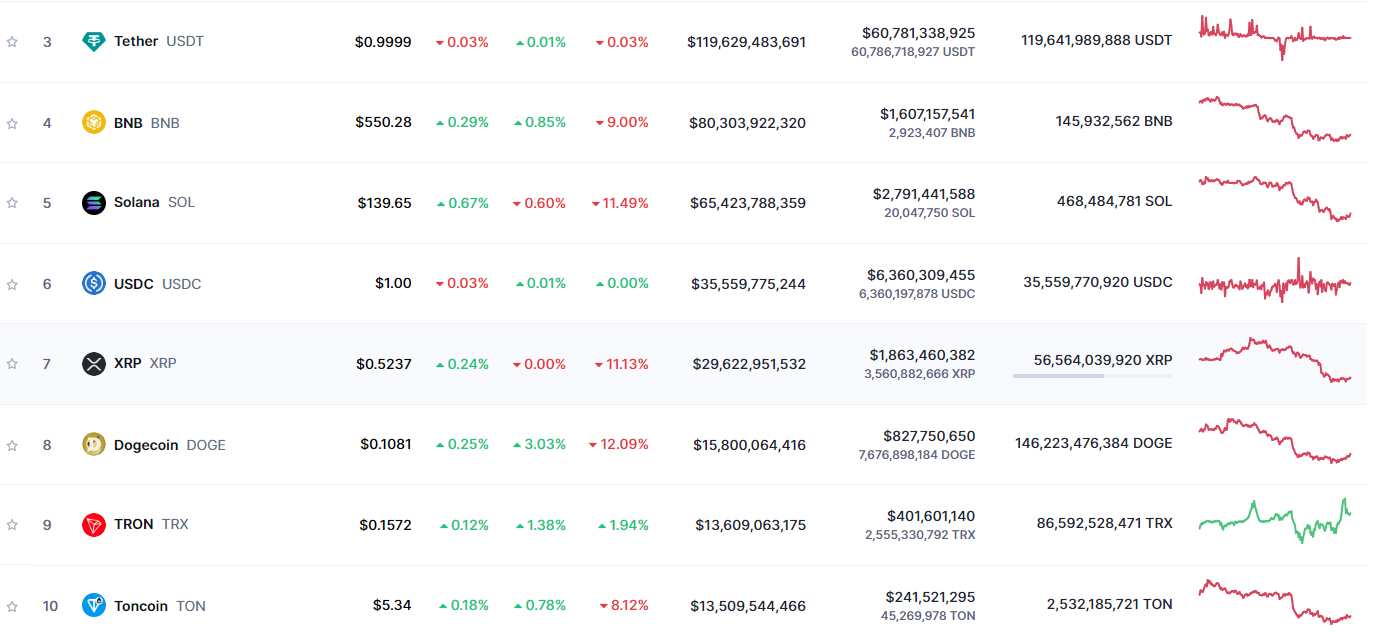 3 Tether USDT $0.9999 0.03% 0.01% 0.03% $119,629,483,691 $60,781,338,925 119,641,989,888 USDT
60,786,718,927 USDT
4 BNB BNB $550.28 0.29% 0.85% 9.00% $80,303,922,320 $1,607,157,541 145,932,562 BNB
2,923,407 BNB
5 Solana SOL $139.65 0.67% 0.60% 11.49% $65,423,788,359 $2,791,441,588 468,484,781 SOL
20,047,750 SOL
6 USDC USDC $1.00 0.03% 0.01% 0.00% $35,559,775,244 $6,360,309,455 35,559,770,920 USDC
6,360,197,878 USDC
7 XRP XRP $0.5237 0.24% 0.00% 11.13% $29,622,951,532 $1,863,460,382 56,564,039,920 XRP
3,560,882,666 XRP
8 Dogecoin DOGE $0.1081 0.25% 3.03% 12.09% $15,800,064,416 $827,750,650 146,223,476,384 DOGE
7,676,898,184 DOGE
9 TRON TRX $0.1572 0.12% 1.38% 1.94% $13,609,063,175 $401,601,140 86,592,528,471 TRX
2,555,330,792 TRX
10 Toncoin TON $5.34 0.18% 0.78% 8.12% $13,509,544,466 $241,521,295 2,532,185,721 TON
45,269,978 TON